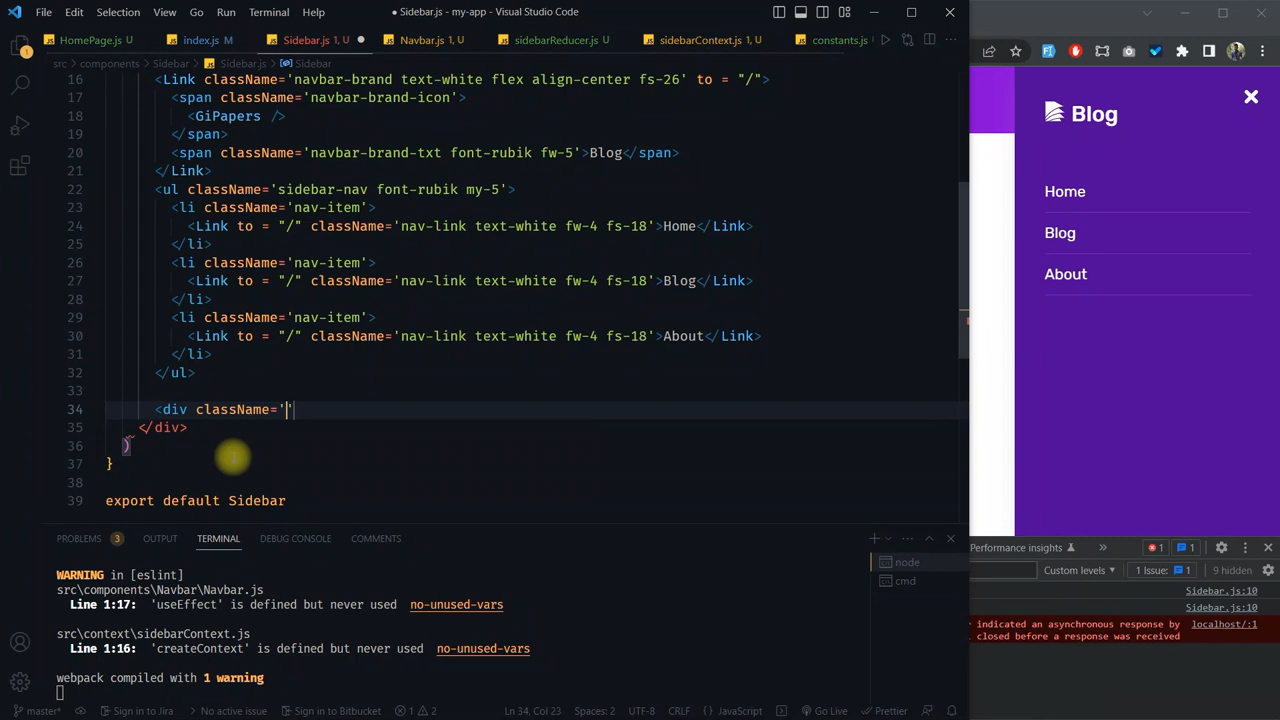 File Edit Selection View Go Run Terminal Help
● Sidebar.js - my-app - Visual Studio Code
HomePage.js U
index.js M
Sidebar.js 1, U
Navbar.js 1, U
sidebarReducer.js U
sidebarContext.js 1, U
constants.js
src > components > Sidebar > Sidebar.js > Sidebar
16 <Link className='navbar-brand text-white flex align-center fs-26' to = "/">
17 <span className='navbar-brand-icon'>
18 <GiPapers />
19 </span>
20 <span className='navbar-brand-txt font-rubik fw-5'>Blog</span>
21 </Link>
22 <ul className='sidebar-nav font-rubik my-5'>
23 <li className='nav-item'>
24 <Link to = "/" className='nav-link text-white fw-4 fs-18'>Home</Link>
25 </li>
26 <li className='nav-item'>
27 <Link to = "/" className='nav-link text-white fw-4 fs-18'>Blog</Link>
28 </li>
29 <li className='nav-item'>
30 <Link to = "/" className='nav-link text-white fw-4 fs-18'>About</Link>
31 </li>
32 </ul>
33
34 <div className=''
35 </div>
36 )
37 }
38
39 export default Sidebar
PROBLEMS 3 OUTPUT TERMINAL DEBUG CONSOLE COMMENTS
node
cmd
WARNING in [eslint]
src\components\Navbar\Navbar.js
Line 1:17: 'useEffect' is defined but never used no-unused-vars
src\context\sidebarContext.js
Line 1:16: 'createContext' is defined but never used no-unused-vars
webpack compiled with 1 warning
master* Sign in to Jira No active issue Sign in to Bitbucket 1 2 Ln 34, Col 23 Spaces: 2 UTF-8 CRLF JavaScript Go Live Prettier
Blog
Home
Blog
About
Performance insights 1 1
Custom levels 1 Issue: 1 9 hidden
Sidebar.js:10
Sidebar.js:10
indicated an asynchronous response by localhost/:1
closed before a response was received